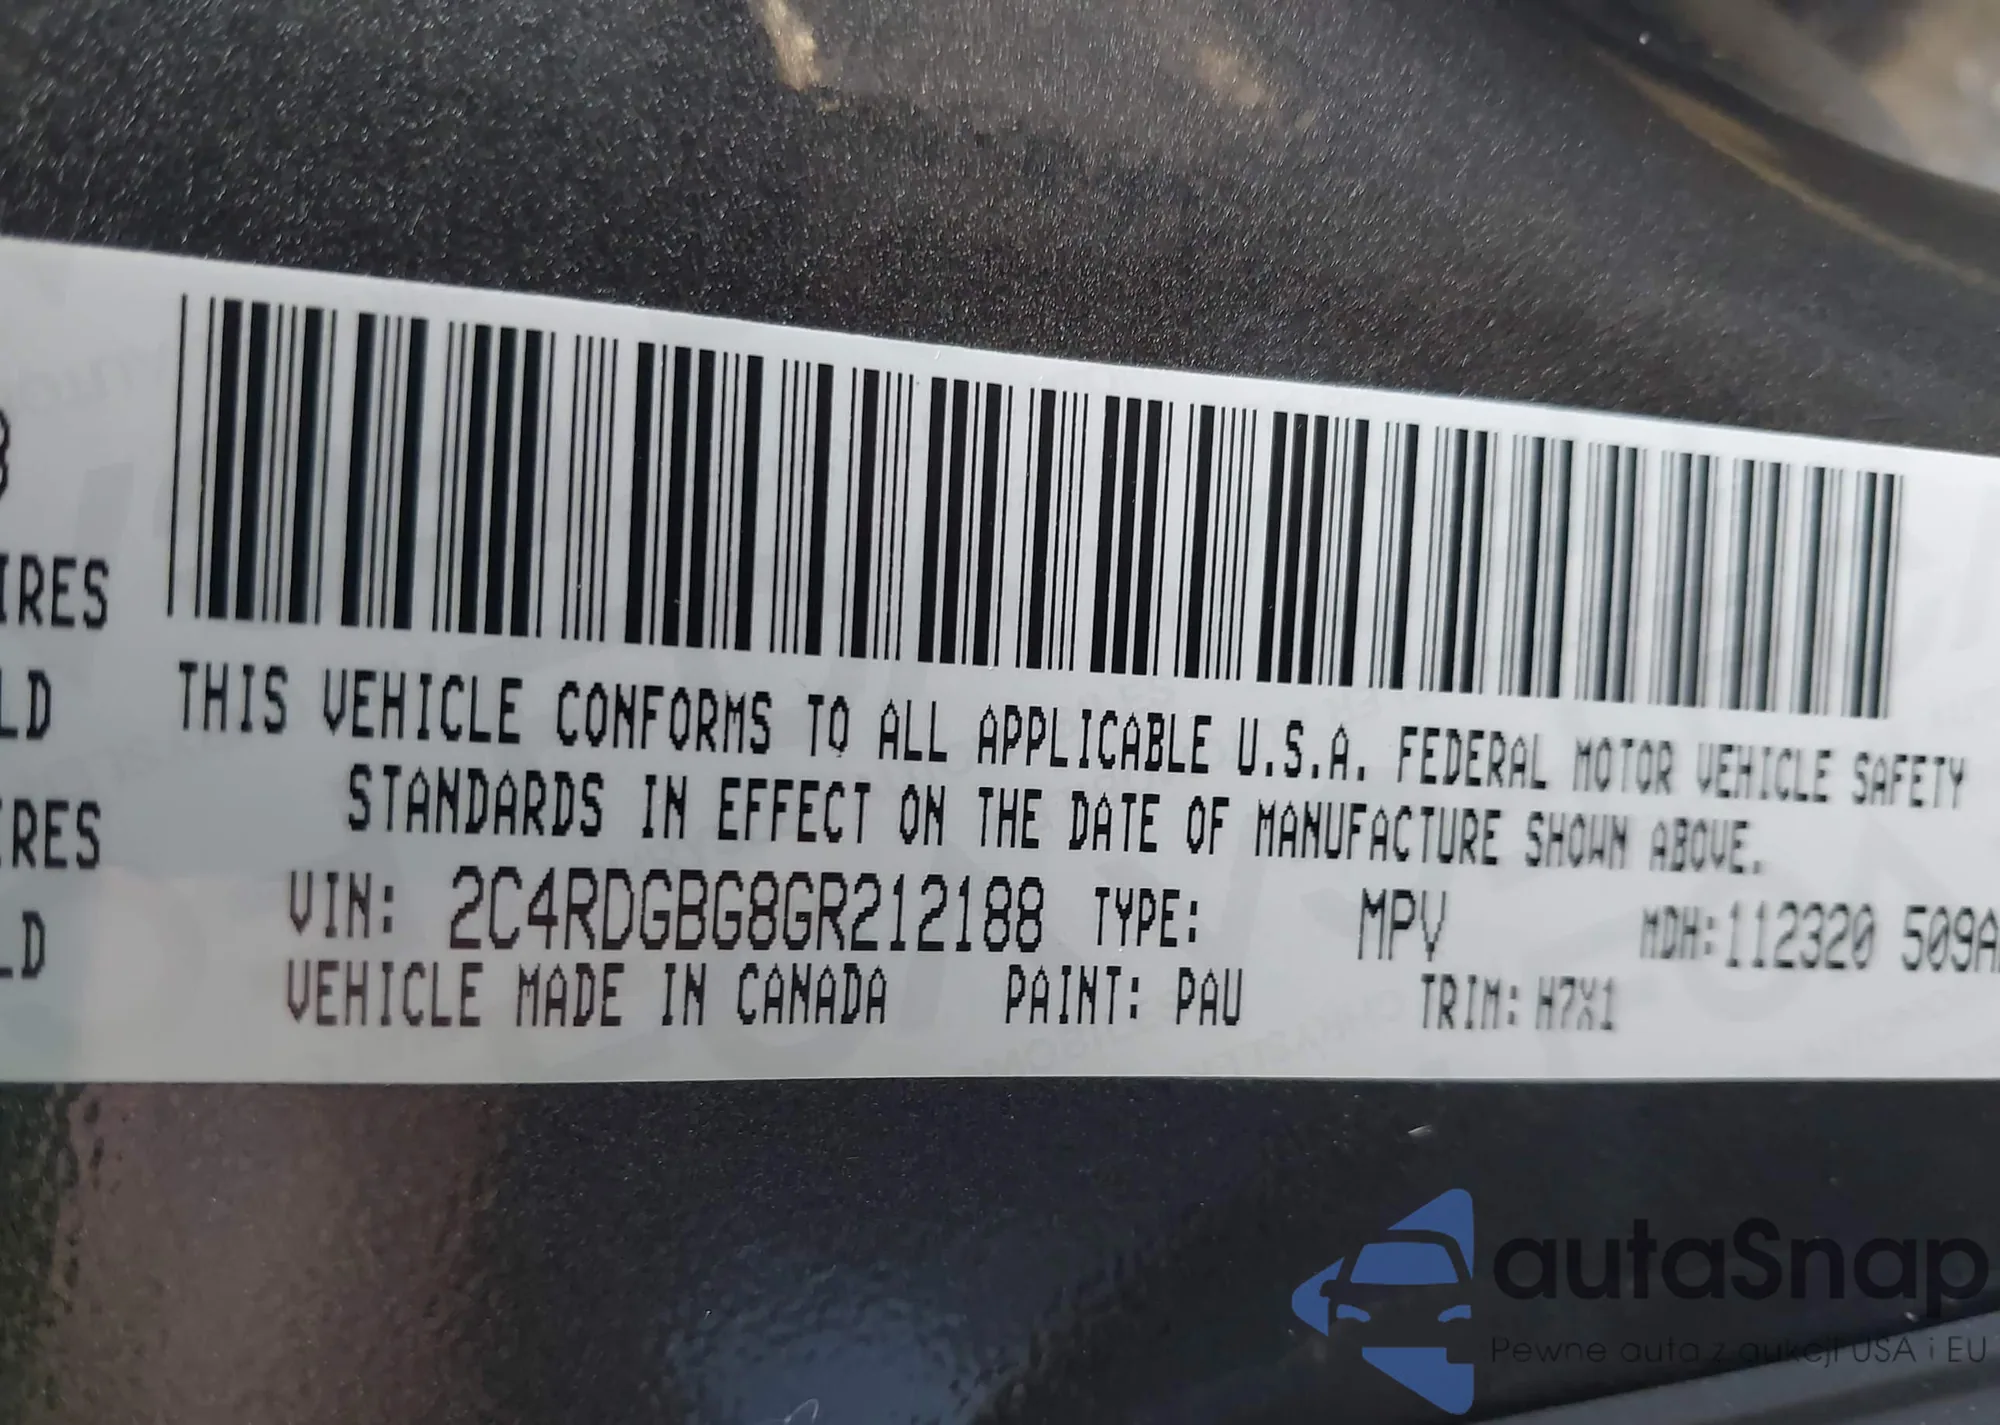 8
IRES
LD
IRES
LD
THIS VEHICLE CONFORMS TO ALL APPLICABLE U.S.A. FEDERAL MOTOR VEHICLE SAFETY
STANDARDS IN EFFECT ON THE DATE OF MANUFACTURE SHOWN ABOVE.
VIN: 2C4RDGBG8GR212188 TYPE: MPV MDH: 112320 509A
VEHICLE MADE IN CANADA PAINT: PAU TRIM: H7X1
autaSnap
Pewne auta z aukcji USA i EU